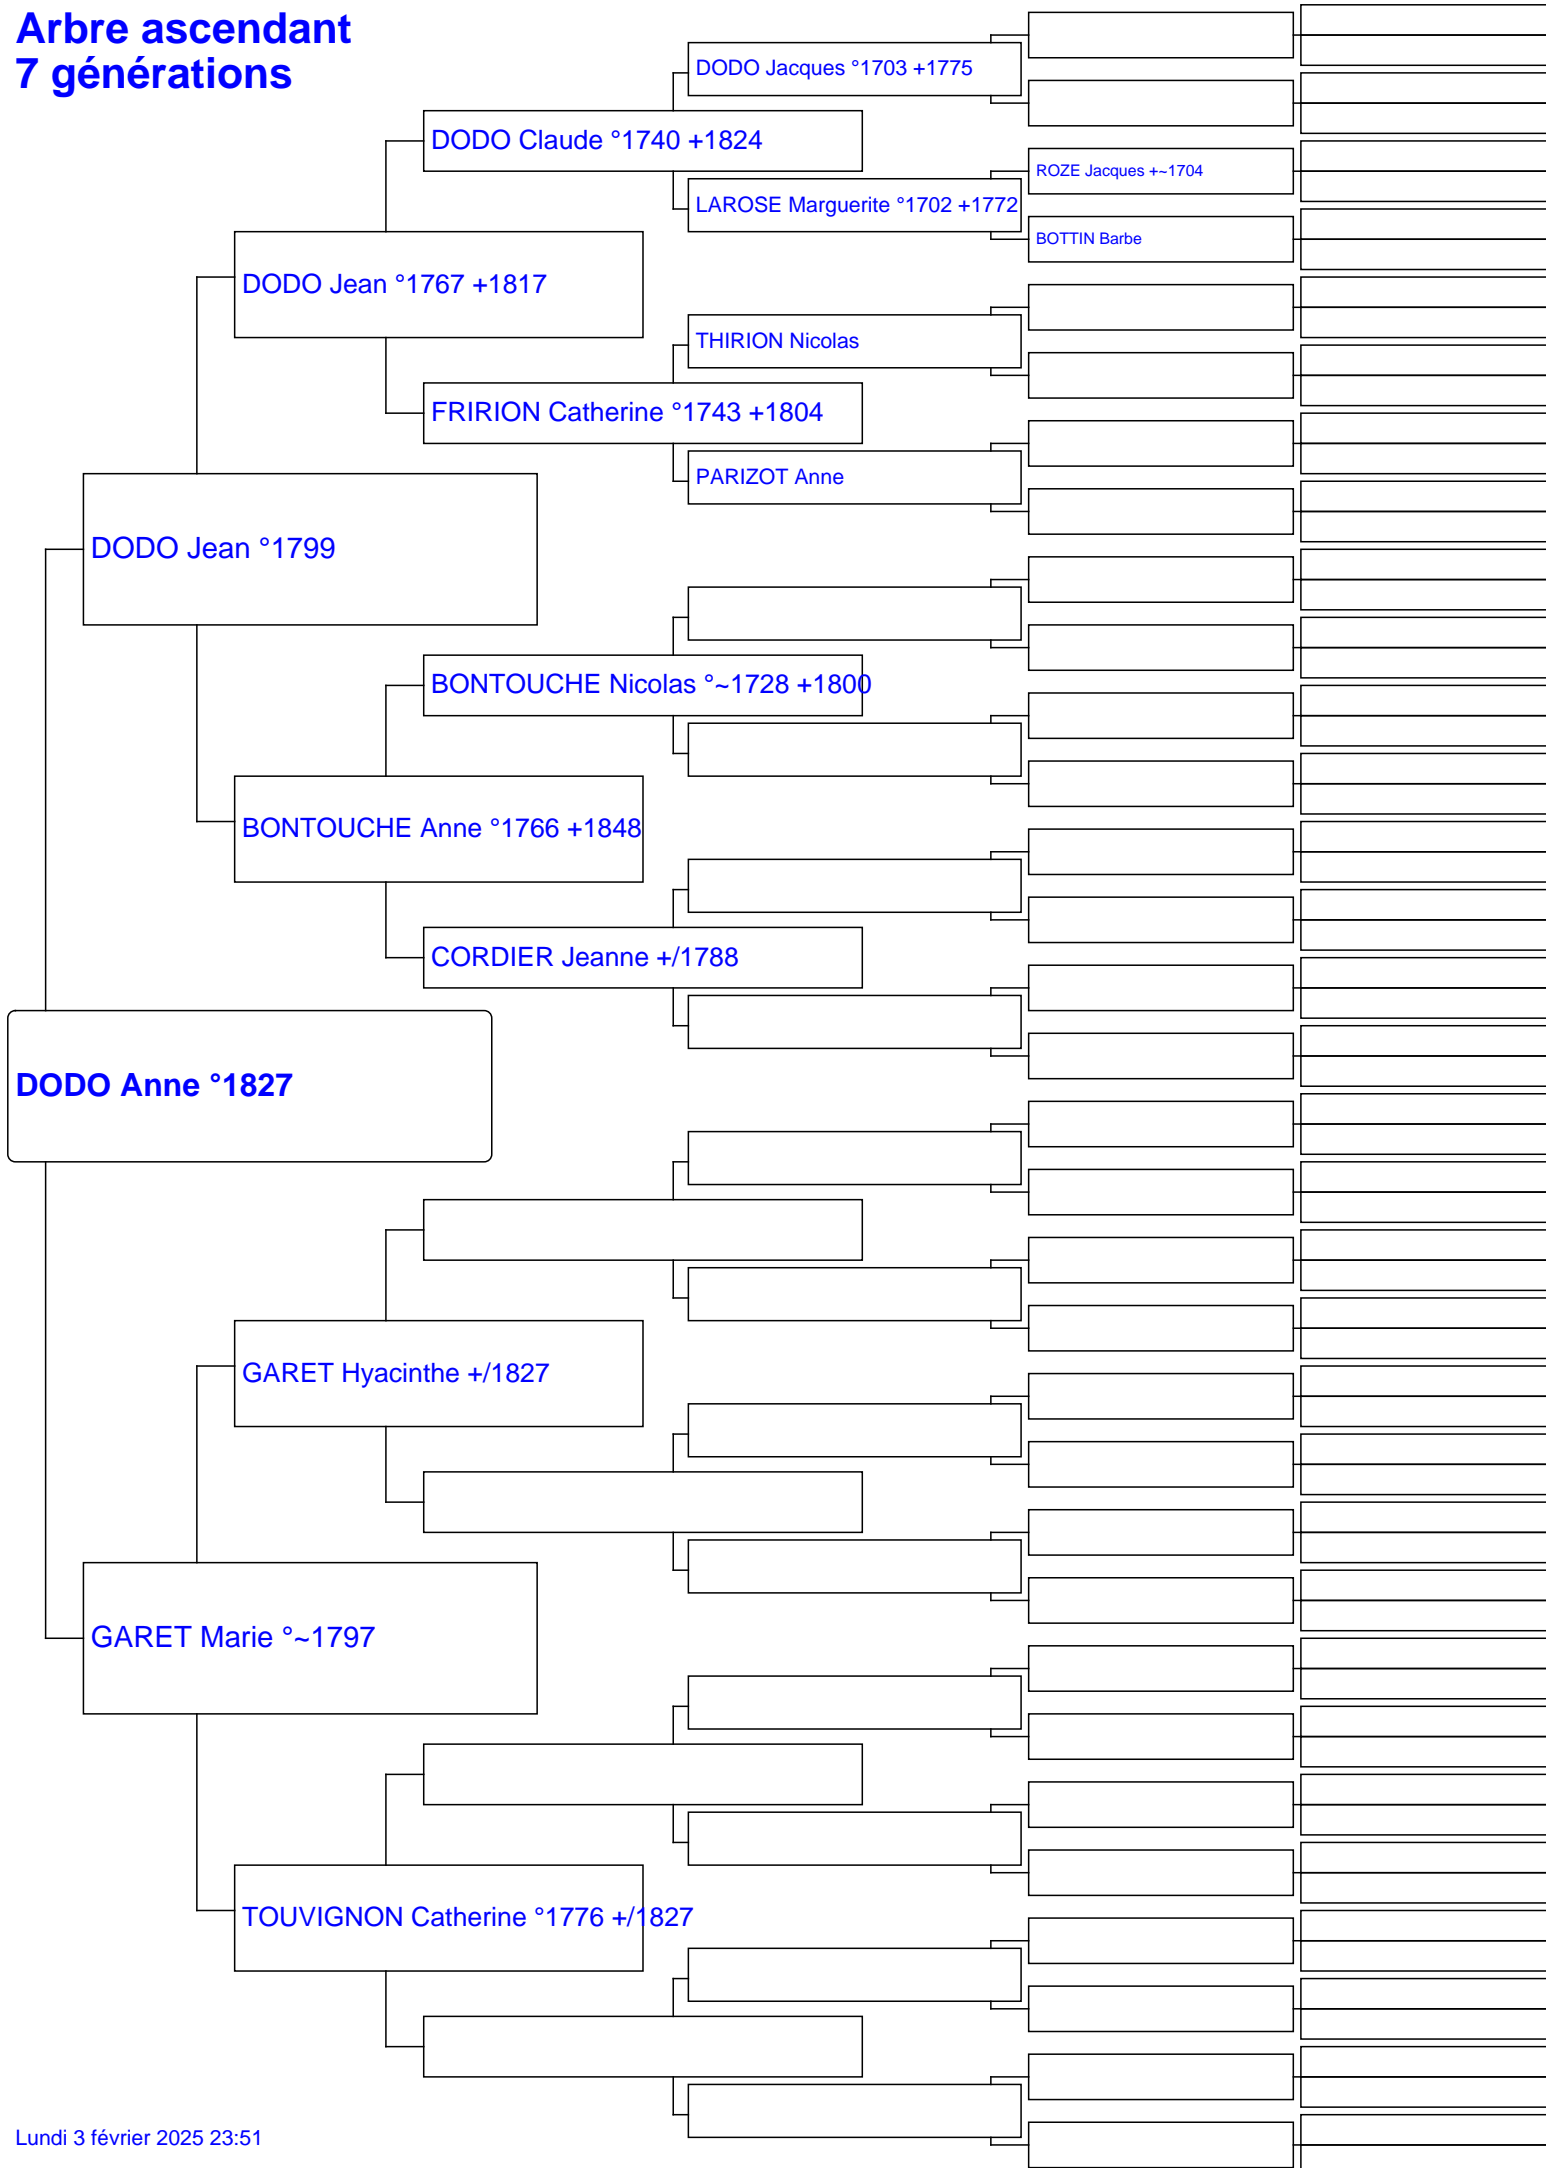 Arbre ascendant
7 générations
DODO Jacques °1703 +1775
DODO Claude °1740 +1824
ROZE Jacques +~1704
LAROSE Marguerite °1702 +1772
BOTTIN Barbe
DODO Jean °1767 +1817
THIRION Nicolas
FRIRION Catherine °1743 +1804
PARIZOT Anne
DODO Jean °1799
BONTOUCHE Nicolas °~1728 +1800
BONTOUCHE Anne °1766 +1848
CORDIER Jeanne +/1788
DODO Anne °1827
GARET Hyacinthe +/1827
GARET Marie °~1797
TOUVIGNON Catherine °1776 +/1827
Lundi 3 février 2025 23:51